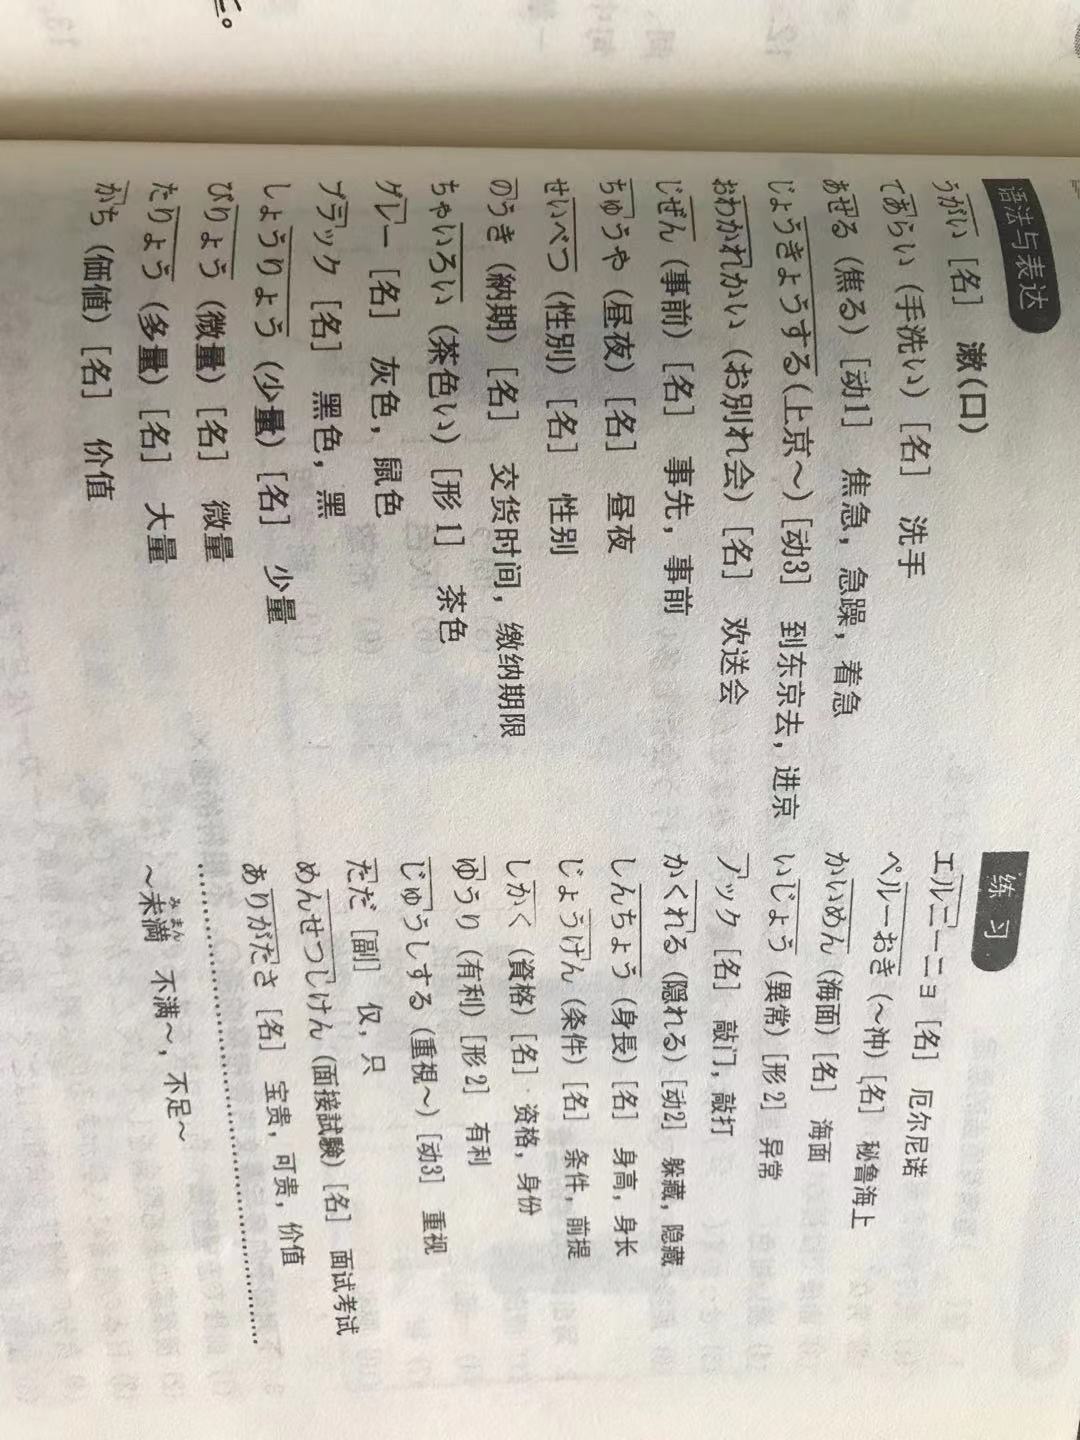 语法与表达
うがい [名] 漱(口)
てあらい (手洗い) [名] 洗手
あせる (焦る) [动1] 焦急，急躁，着急
じょうきょうする(上京～) [动3] 到东京去，进京
おわかれかい (お別れ会) [名] 欢送会
じぜん (事前) [名] 事先，事前
ちゅうや (昼夜) [名] 昼夜
せいべつ (性別) [名] 性别
のうき (納期) [名] 交货时间，缴纳期限
ちゃいろい (茶色い) [形1] 茶色
グレー [名] 灰色，鼠色
ブラック [名] 黑色，黑
しょうりょう (少量) [名] 少量
びりょう (微量) [名] 微量
たりょう (多量) [名] 大量
かち (価値) [名] 价值
练 习
エルニーニョ [名] 厄尔尼诺
ペルーおき (～沖) [名] 秘鲁海上
かいめん (海面) [名] 海面
いじょう (異常) [形2] 异常
ノック [名] 敲门，敲打
かくれる (隠れる) [动2] 躲藏，隐藏
しんちょう (身長) [名] 身高，身长
じょうけん (条件) [名] 条件，前提
しかく (資格) [名] 资格，身份
ゆうり (有利) [形2] 有利
じゅうしする (重視～) [动3] 重视
ただ [副] 仅，只
めんせつしけん (面接試験) [名] 面试考试
ありがたさ [名] 宝贵，可贵，价值
み まん
～未満 不满～，不足～
12.
13.